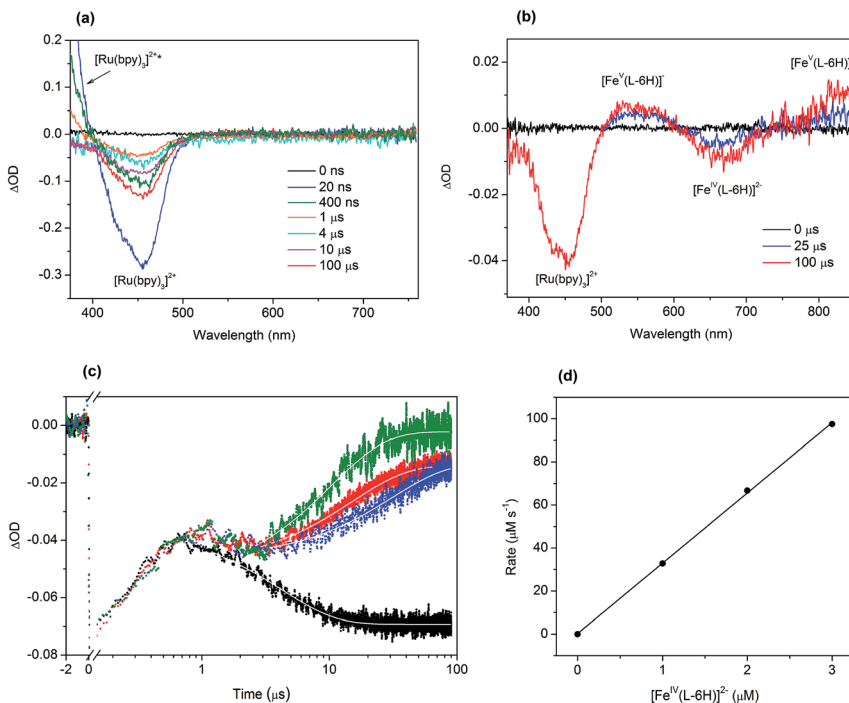 (a)
0.2
0.1
0.0
-0.1
-0.2
-0.3
ΔOD
[Ru(bpy)₃]²⁺*
[Ru(bpy)₃]²⁺
0 ns
20 ns
400 ns
1 μs
4 μs
10 μs
100 μs
400 500 600 700
Wavelength (nm)
(b)
0.02
0.00
-0.02
-0.04
ΔOD
[Feⱽ(L-6H)]⁻
[Feⱽ(L-6H)]
[Feᴵⱽ(L-6H)]²⁻
[Ru(bpy)₃]²⁺
0 μs
25 μs
100 μs
400 500 600 700 800
Wavelength (nm)
(c)
0.00
-0.02
-0.04
-0.06
-0.08
ΔOD
-2 0 1 10 100
Time (μs)
(d)
100
80
60
40
20
0
Rate (μM s⁻¹)
0 1 2 3
[Feᴵⱽ(L-6H)]²⁻ (μM)